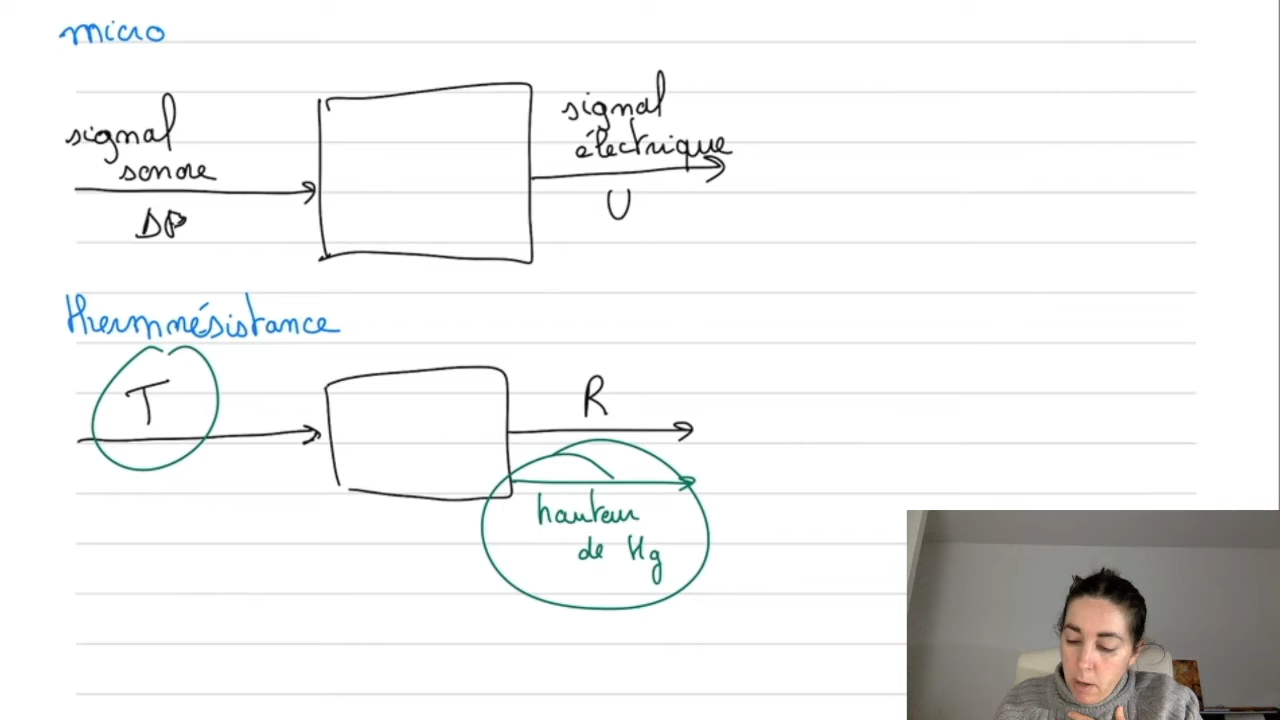 micro
signal
sonore
ΔP
signal
électrique
U
thermorésistance
T
R
hauteur
de Hg